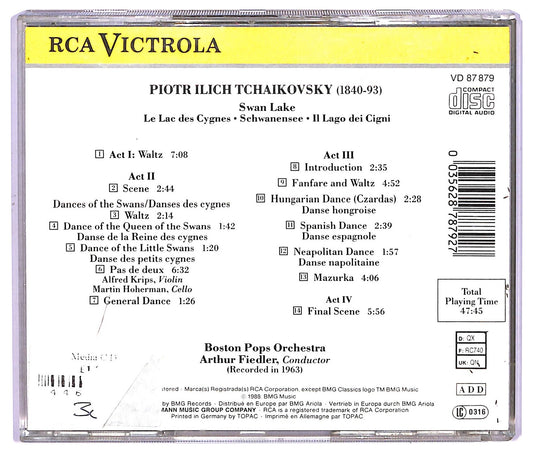 RCA VICTROLA
PIOTR ILICH TCHAIKOVSKY (1840-93)
VD 87879
COMPACT
disc
DIGITAL AUDIO
Swan Lake
Le Lac des Cygnes • Schwanensee • Il Lago dei Cigni
1 Act I: Waltz 7:08
Act II
2 Scene 2:44
Dances of the Swans/Danses des cygnes
3 Waltz 2:14
4 Dance of the Queen of the Swans 1:42
Danse de la Reine des cygnes
5 Dance of the Little Swans 1:20
Danse des petits cygnes
6 Pas de deux 6:32
Alfred Krips, Violin
Martin Hoherman, Cello
7 General Dance 1:26
Act III
8 Introduction 2:35
9 Fanfare and Waltz 4:52
10 Hungarian Dance (Czardas) 2:28
Danse hongroise
11 Spanish Dance 2:39
Danse espagnole
12 Neapolitan Dance 1:57
Danse napolitaine
13 Mazurka 4:06
Act IV
14 Final Scene 5:56
0 035628 787927
Total
Playing Time
47:45
Boston Pops Orchestra
Arthur Fiedler, Conductor
(Recorded in 1963)
D: QX
F: RC740
UK: QN
ADD
LC 0316
Media
446
istered · Marca(s) Registrada(s) RCA Corporation, except BMG Classics logo TM BMG Music
© 1988 BMG Music
by BMG Records · Distribué en Europe par BMG Ariola · Vertrieb in Europa durch BMG Ariola
MANN MUSIC GROUP COMPANY · RCA is a registered trademark of RCA Corporation
Printed in Germany by TOPAC · Imprimé en Allemagne par TOPAC